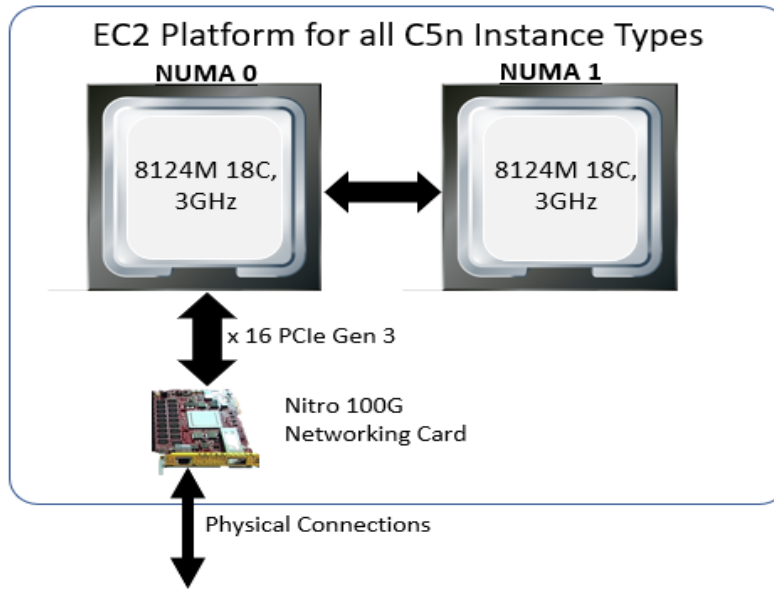 EC2 Platform for all C5n Instance Types
NUMA 0
NUMA 1
8124M 18C,
3GHz
8124M 18C,
3GHz
x 16 PCIe Gen 3
Nitro 100G
Networking Card
Physical Connections